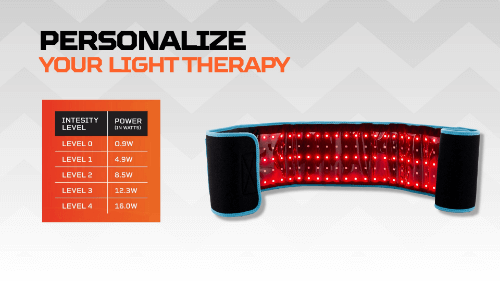 PERSONALIZE
YOUR LIGHT THERAPY
INTESITY LEVEL POWER (IN WATTS)
LEVEL 0 0.9W
LEVEL 1 4.9W
LEVEL 2 8.5W
LEVEL 3 12.3W
LEVEL 4 16.0W